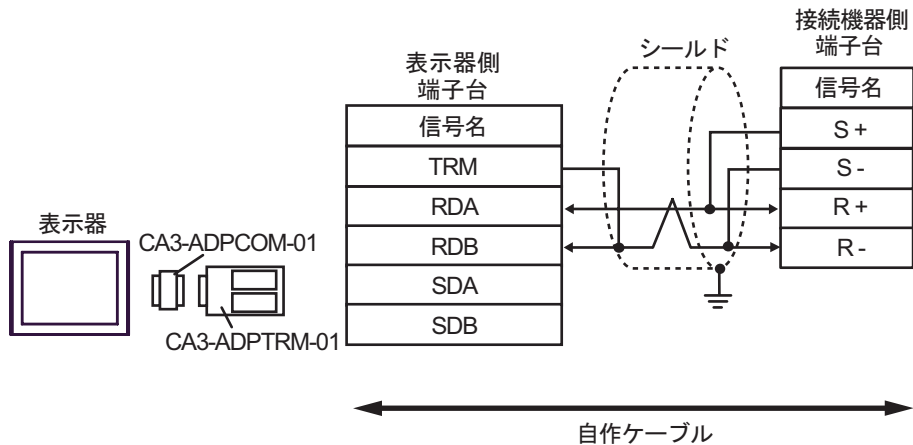 表示器
CA3-ADPCOM-01
CA3-ADPTRM-01
表示器側
端子台
信号名
TRM
RDA
RDB
SDA
SDB
シールド
接続機器側
端子台
信号名
S+
S-
R+
R-
自作ケーブル